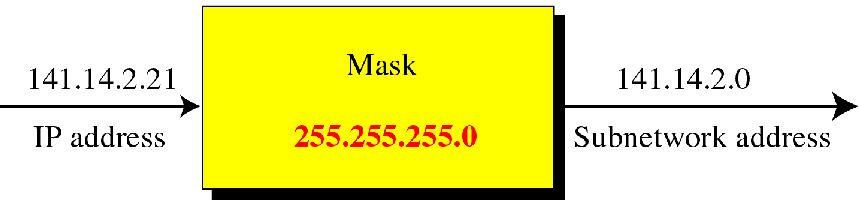 141.14.2.21
IP address
Mask
255.255.255.0
141.14.2.0
Subnetwork address